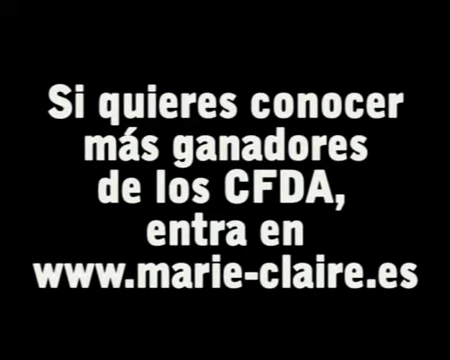 Si quieres conocer
más ganadores
de los CFDA,
entra en
www.marie-claire.es